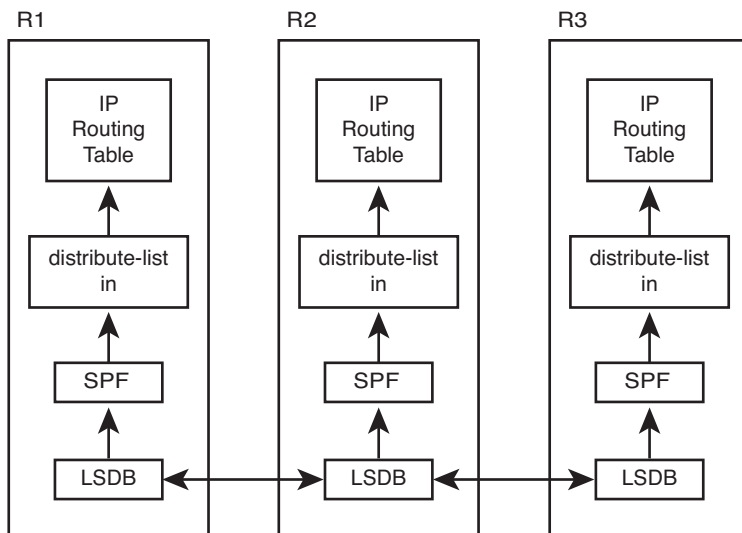 R1
R2
R3
IP
Routing
Table
IP
Routing
Table
IP
Routing
Table
distribute-list
in
distribute-list
in
distribute-list
in
SPF
SPF
SPF
LSDB
LSDB
LSDB